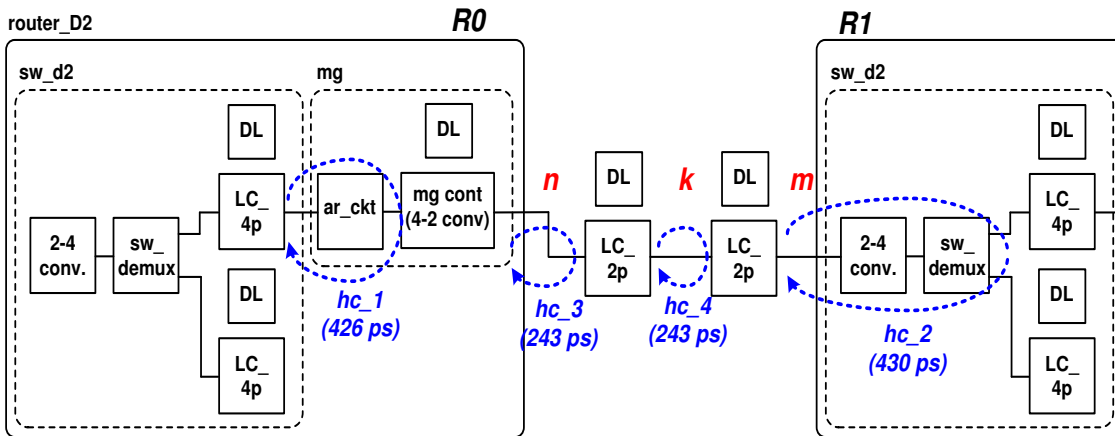 router_D2
R0
R1
sw_d2
mg
sw_d2
DL
DL
DL
DL
DL
n
k
m
LC_
4p
ar_ckt
mg cont
(4-2 conv)
LC_
4p
2-4
conv.
sw_
demux
LC_
2p
LC_
2p
2-4
conv.
sw_
demux
DL
DL
hc_1
(426 ps)
hc_3
(243 ps)
hc_4
(243 ps)
hc_2
(430 ps)
LC_
4p
LC_
4p